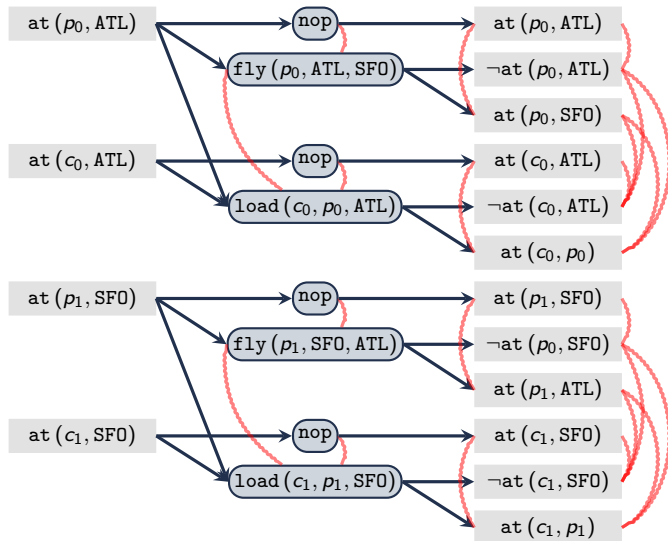 at(p₀, ATL) nop at(p₀, ATL)
fly(p₀, ATL, SFO) ¬at(p₀, ATL)
at(p₀, SFO)
at(c₀, ATL) nop at(c₀, ATL)
load(c₀, p₀, ATL) ¬at(c₀, ATL)
at(c₀, p₀)
at(p₁, SFO) nop at(p₁, SFO)
fly(p₁, SFO, ATL) ¬at(p₀, SFO)
at(p₁, ATL)
at(c₁, SFO) nop at(c₁, SFO)
load(c₁, p₁, SFO) ¬at(c₁, SFO)
at(c₁, p₁)